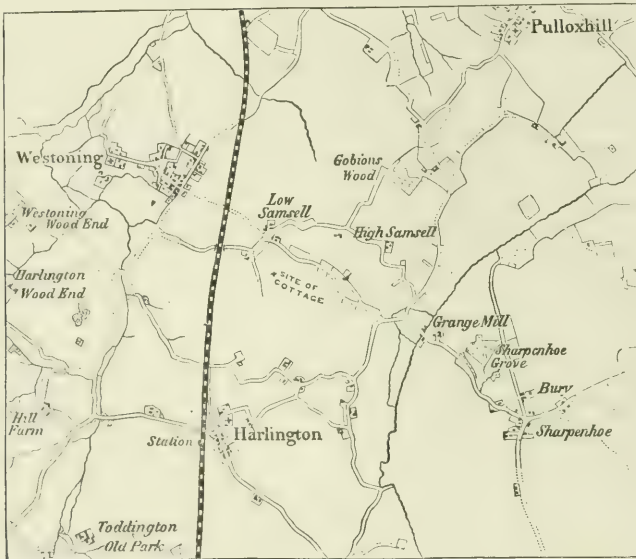 Pulloxhill
Westoning
Gobions
Wood
Low
Samsell
High Samsell
Westoning
Wood End
Harlington
Wood End
SITE OF
COTTAGE
Grange Mill
Sharpenhoe
Grove
Bury
Hill
Farm
Station
Harlington
Sharpenhoe
Toddington
Old Park